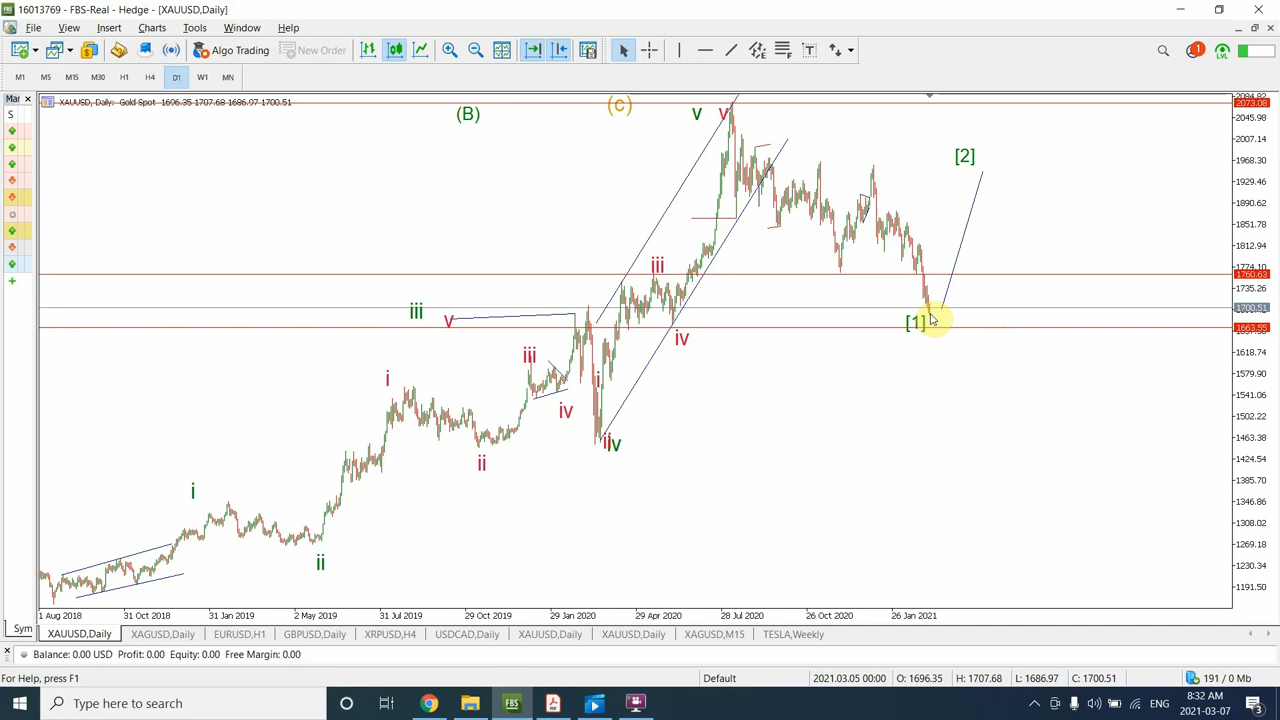 16013769 - FBS-Real - Hedge - [XAUUSD,Daily]
File View Insert Charts Tools Window Help
Algo Trading New Order 1 LVL
M1 M5 M15 M30 H1 H4 D1 W1 MN
Mar
S
XAUUSD, Daily: Gold Spot 1696.35 1707.68 1686.97 1700.51
(B) (c) v v
[2]
iii
iii
v
iv
iii
i
i
iv
ii
ii
iv
i
ii
[1]
2084.82
2073.08
2045.98
2007.14
1968.30
1929.46
1890.62
1851.78
1812.94
1774.10
1760.63
1735.26
1700.51
1663.55
1618.74
1579.90
1541.06
1502.22
1463.38
1424.54
1385.70
1346.86
1308.02
1269.18
1230.34
1191.50
1 Aug 2018 31 Oct 2018 31 Jan 2019 2 May 2019 31 Jul 2019 29 Oct 2019 29 Jan 2020 29 Apr 2020 28 Jul 2020 26 Oct 2020 26 Jan 2021
Sym
XAUUSD,Daily XAGUSD,Daily EURUSD,H1 GBPUSD,Daily XRPUSD,H4 USDCAD,Daily XAUUSD,Daily XAUUSD,Daily XAGUSD,M15 TESLA,Weekly
Balance: 0.00 USD Profit: 0.00 Equity: 0.00 Free Margin: 0.00
For Help, press F1 Default 2021.03.05 00:00 O: 1696.35 H: 1707.68 L: 1686.97 C: 1700.51 191 / 0 Mb
Type here to search FBS ENG 8:32 AM
2021-03-07 3